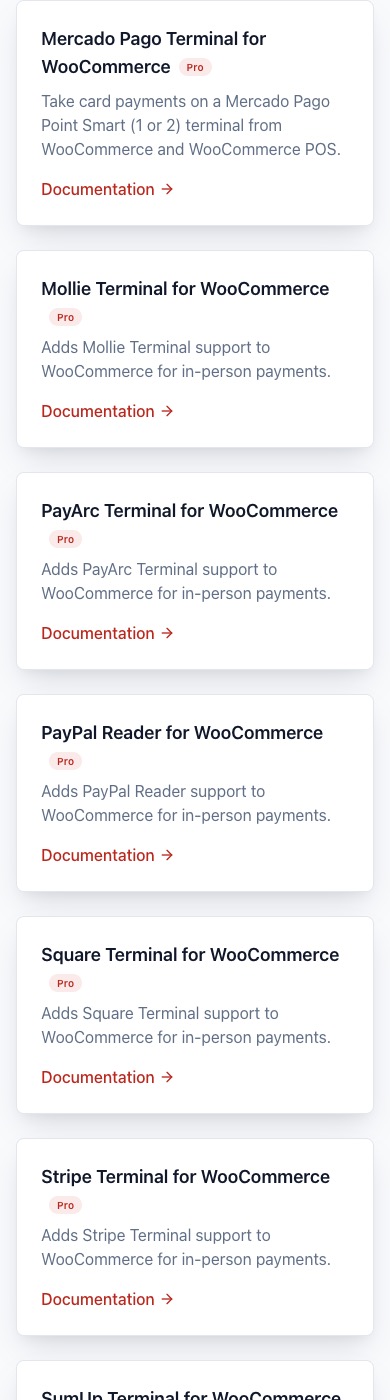 Mercado Pago Terminal for
WooCommerce Pro
Take card payments on a Mercado Pago
Point Smart (1 or 2) terminal from
WooCommerce and WooCommerce POS.
Documentation →
Mollie Terminal for WooCommerce
Pro
Adds Mollie Terminal support to
WooCommerce for in-person payments.
Documentation →
PayArc Terminal for WooCommerce
Pro
Adds PayArc Terminal support to
WooCommerce for in-person payments.
Documentation →
PayPal Reader for WooCommerce
Pro
Adds PayPal Reader support to
WooCommerce for in-person payments.
Documentation →
Square Terminal for WooCommerce
Pro
Adds Square Terminal support to
WooCommerce for in-person payments.
Documentation →
Stripe Terminal for WooCommerce
Pro
Adds Stripe Terminal support to
WooCommerce for in-person payments.
Documentation →
SumUp Terminal for WooCommerce